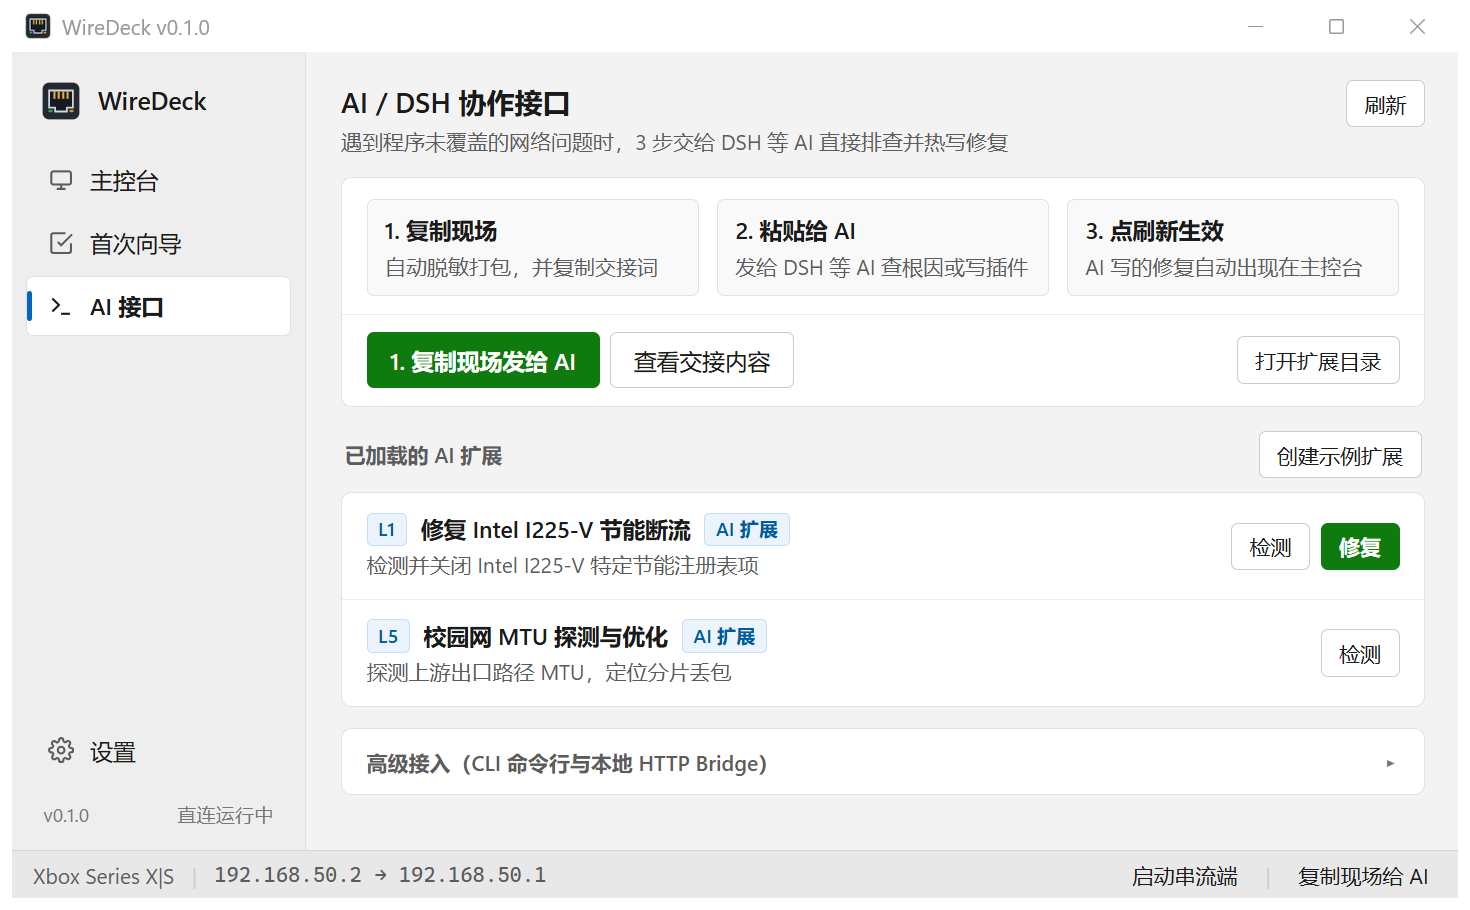 WireDeck v0.1.0
WireDeck
主控台
首次向导
AI 接口
设置
v0.1.0 直连运行中
AI / DSH 协作接口
刷新
遇到程序未覆盖的网络问题时，3 步交给 DSH 等 AI 直接排查并热写修复
1. 复制现场
自动脱敏打包，并复制交接词
2. 粘贴给 AI
发给 DSH 等 AI 查根因或写插件
3. 点刷新生效
AI 写的修复自动出现在主控台
1. 复制现场发给 AI
查看交接内容
打开扩展目录
已加载的 AI 扩展
创建示例扩展
L1 修复 Intel I225-V 节能断流 AI 扩展
检测并关闭 Intel I225-V 特定节能注册表项
检测
修复
L5 校园网 MTU 探测与优化 AI 扩展
探测上游出口路径 MTU，定位分片丢包
检测
高级接入（CLI 命令行与本地 HTTP Bridge）
Xbox Series X|S | 192.168.50.2 → 192.168.50.1
启动串流端 | 复制现场给 AI